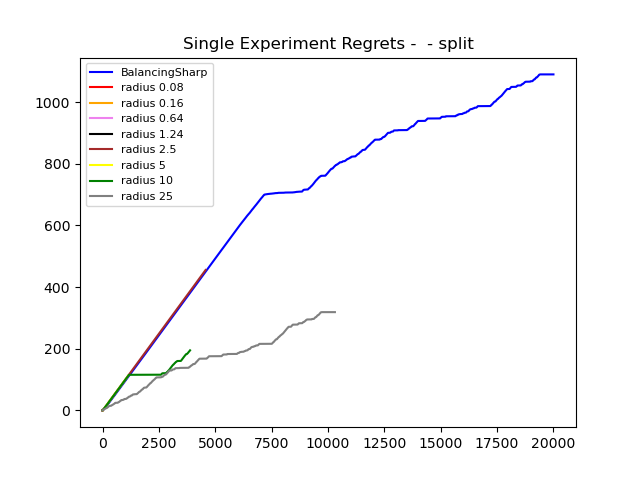 Single Experiment Regrets -  - split
BalancingSharp
radius 0.08
radius 0.16
radius 0.64
radius 1.24
radius 2.5
radius 5
radius 10
radius 25
1000
800
600
400
200
0
0 2500 5000 7500 10000 12500 15000 17500 20000